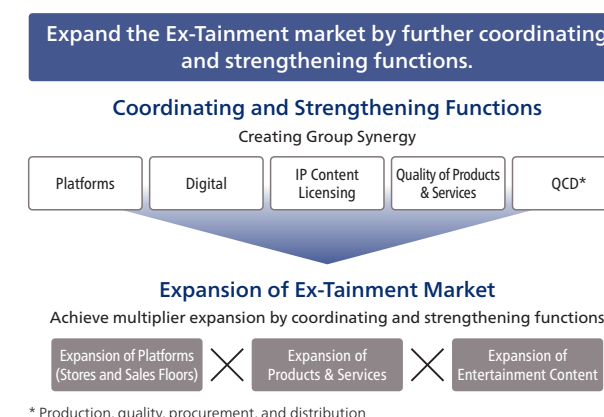 Expand the Ex-Tainment market by further coordinating
and strengthening functions.
Coordinating and Strengthening Functions
Creating Group Synergy
Platforms
Digital
IP Content
Licensing
Quality of Products
& Services
QCD*
Expansion of Ex-Tainment Market
Achieve multiplier expansion by coordinating and strengthening functions
Expansion of Platforms
(Stores and Sales Floors)
Expansion of
Products & Services
Expansion of
Entertainment Content
* Production, quality, procurement, and distribution